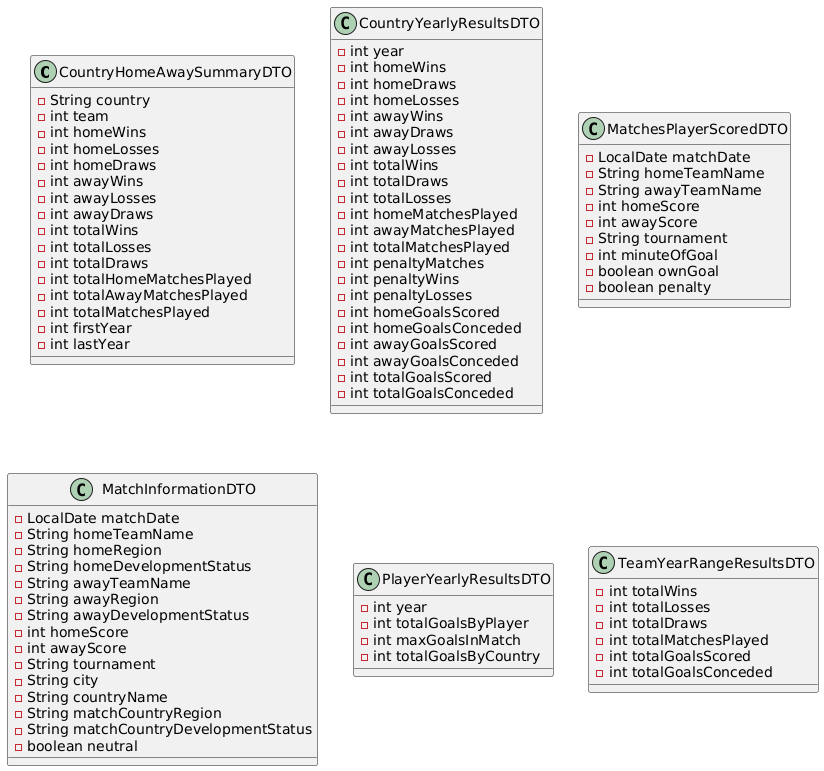 C CountryHomeAwaySummaryDTO
String country
int team
int homeWins
int homeLosses
int homeDraws
int awayWins
int awayLosses
int awayDraws
int totalWins
int totalLosses
int totalDraws
int totalHomeMatchesPlayed
int totalAwayMatchesPlayed
int totalMatchesPlayed
int firstYear
int lastYear
C CountryYearlyResultsDTO
int year
int homeWins
int homeDraws
int homeLosses
int awayWins
int awayDraws
int awayLosses
int totalWins
int totalDraws
int totalLosses
int homeMatchesPlayed
int awayMatchesPlayed
int totalMatchesPlayed
int penaltyMatches
int penaltyWins
int penaltyLosses
int homeGoalsScored
int homeGoalsConceded
int awayGoalsScored
int awayGoalsConceded
int totalGoalsScored
int totalGoalsConceded
C MatchesPlayerScoredDTO
LocalDate matchDate
String homeTeamName
String awayTeamName
int homeScore
int awayScore
String tournament
int minuteOfGoal
boolean ownGoal
boolean penalty
C MatchInformationDTO
LocalDate matchDate
String homeTeamName
String homeRegion
String homeDevelopmentStatus
String awayTeamName
String awayRegion
String awayDevelopmentStatus
int homeScore
int awayScore
String tournament
String city
String countryName
String matchCountryRegion
String matchCountryDevelopmentStatus
boolean neutral
C PlayerYearlyResultsDTO
int year
int totalGoalsByPlayer
int maxGoalsInMatch
int totalGoalsByCountry
C TeamYearRangeResultsDTO
int totalWins
int totalLosses
int totalDraws
int totalMatchesPlayed
int totalGoalsScored
int totalGoalsConceded